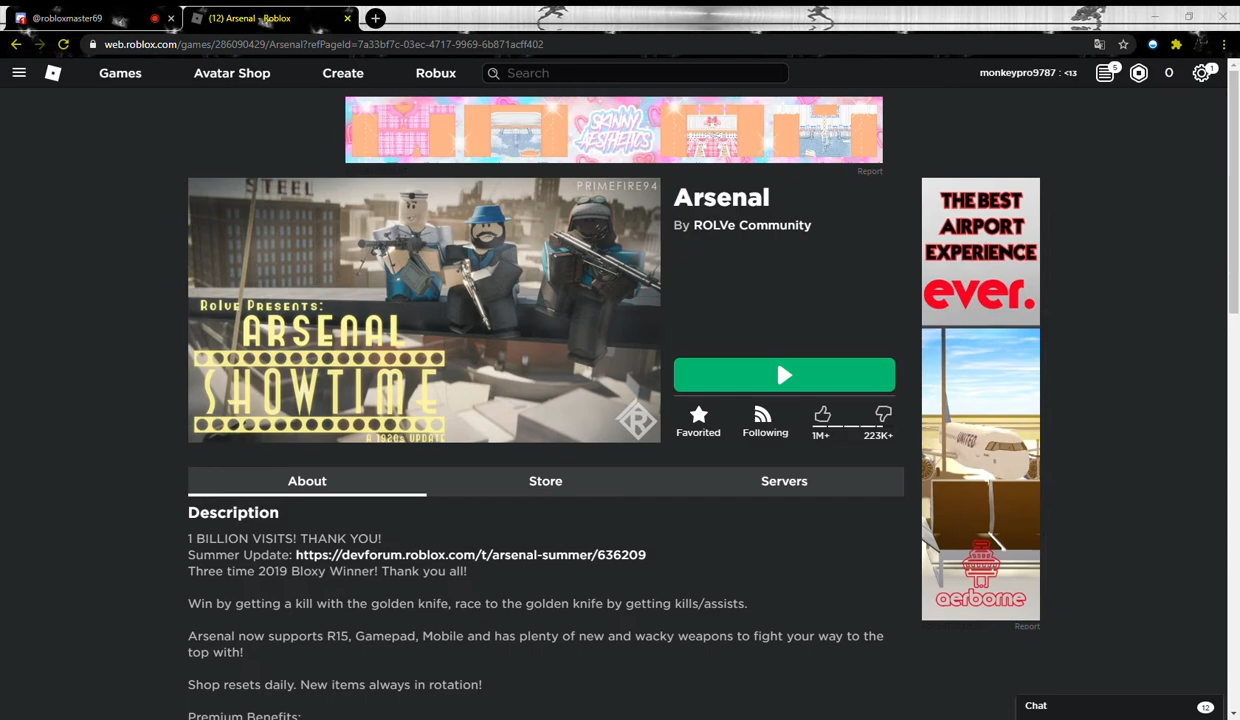 @robloxmaster69
(12) Arsenal - Roblox
web.roblox.com/games/286090429/Arsenal?refPageId=7a33bf7c-03ec-4717-9969-6b871acff402
Games
Avatar Shop
Create
Robux
Search
monkeypro9787 : <13
5
0
1
SKINNY
AESTHETICS
Report
STEEL
PRIMEFIRE94
Rolve Presents:
ARSENAL
SHOWTIME
A 1920s UPDATE
R
Arsenal
By ROLVe Community
Favorited
Following
1M+
223K+
THE BEST
AIRPORT
EXPERIENCE
ever.
UNITED
aerborne
Report
About
Store
Servers
Description
1 BILLION VISITS! THANK YOU!
Summer Update: https://devforum.roblox.com/t/arsenal-summer/636209
Three time 2019 Bloxy Winner! Thank you all!
Win by getting a kill with the golden knife, race to the golden knife by getting kills/assists.
Arsenal now supports R15, Gamepad, Mobile and has plenty of new and wacky weapons to fight your way to the
top with!
Shop resets daily. New items always in rotation!
Premium Benefits:
Chat
12